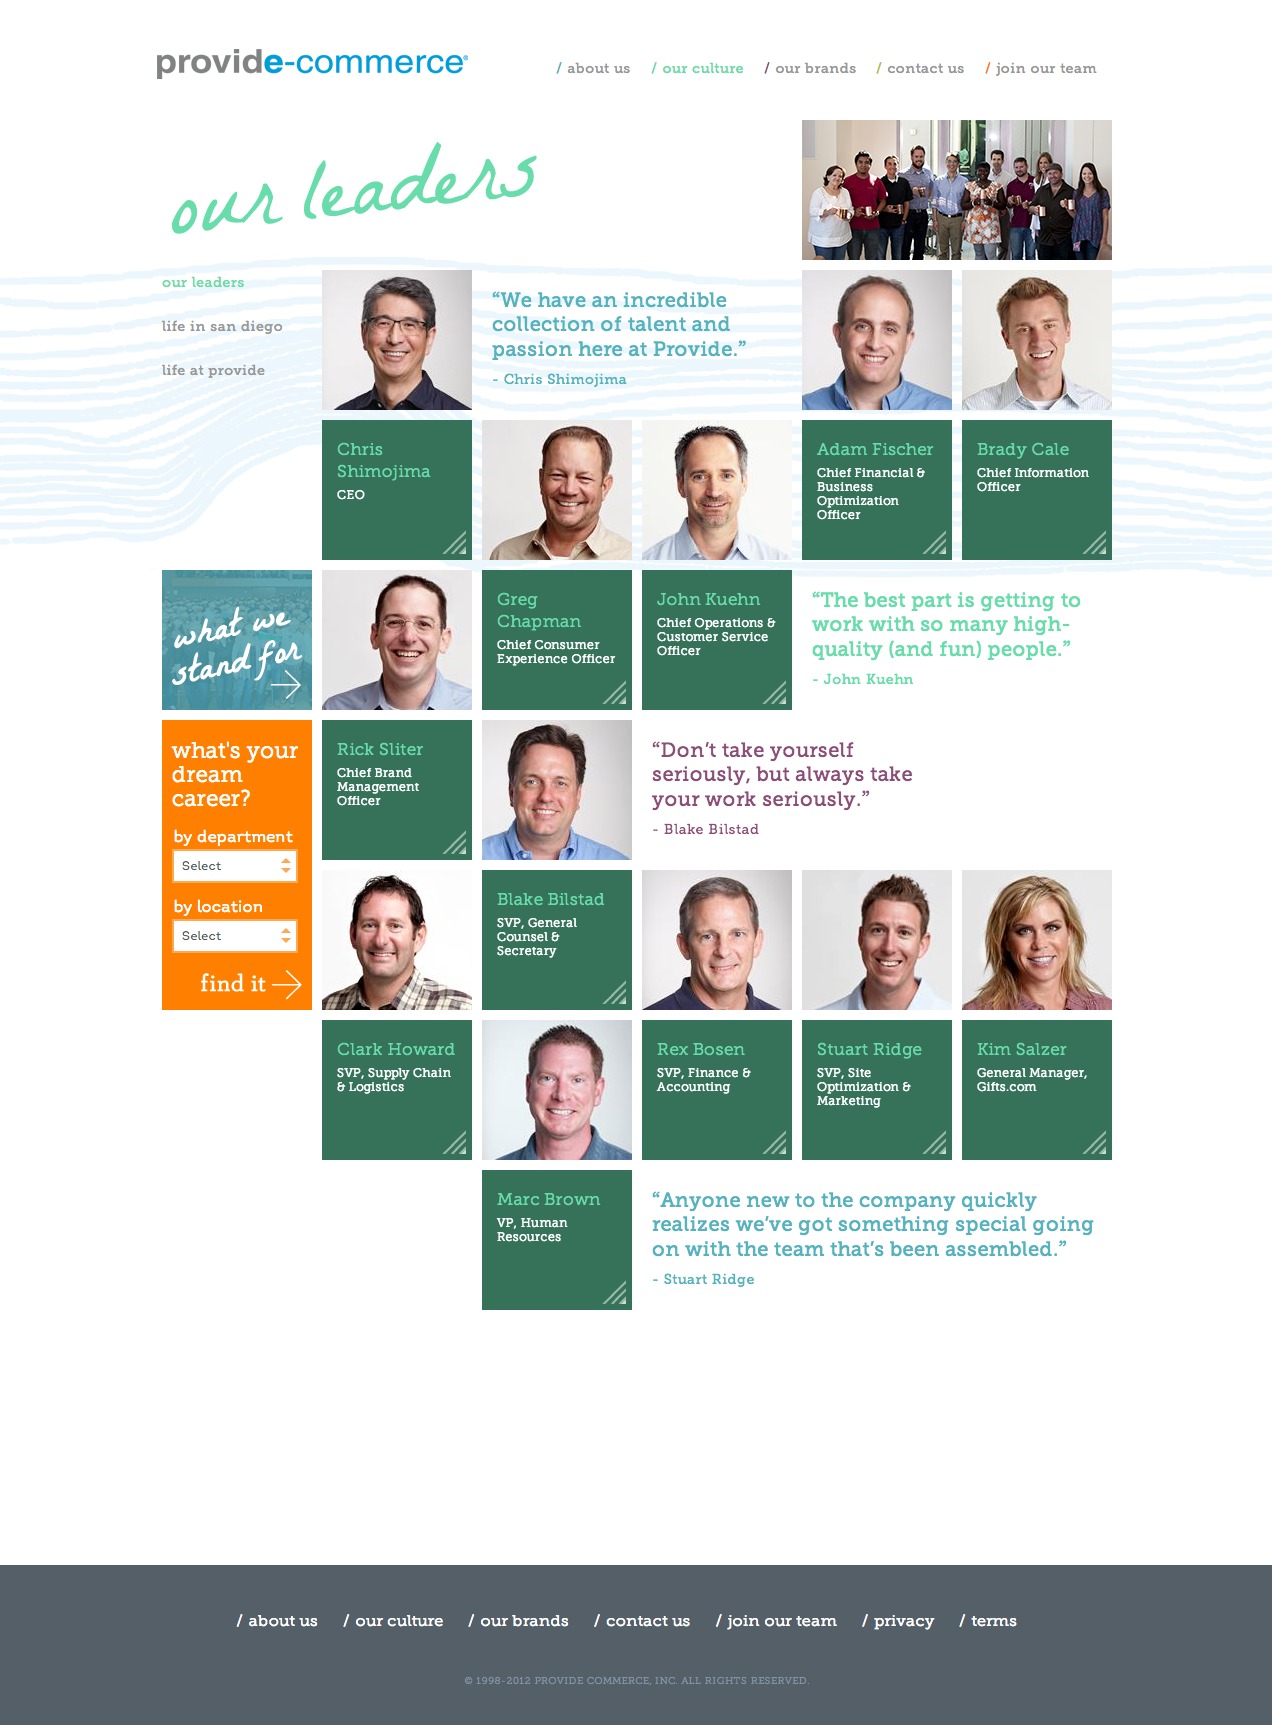 provide-commerce®
/ about us / our culture / our brands / contact us / join our team
our leaders
our leaders
life in san diego
life at provide
“We have an incredible
collection of talent and
passion here at Provide.”
- Chris Shimojima
Chris
Shimojima
CEO
Adam Fischer
Chief Financial &
Business
Optimization
Officer
Brady Cale
Chief Information
Officer
what we
stand for
Greg
Chapman
Chief Consumer
Experience Officer
John Kuehn
Chief Operations &
Customer Service
Officer
“The best part is getting to
work with so many high-
quality (and fun) people.”
- John Kuehn
what's your
dream
career?
by department
Select
by location
Select
find it
Rick Sliter
Chief Brand
Management
Officer
“Don’t take yourself
seriously, but always take
your work seriously.”
- Blake Bilstad
Blake Bilstad
SVP, General
Counsel &
Secretary
Clark Howard
SVP, Supply Chain
& Logistics
Rex Bosen
SVP, Finance &
Accounting
Stuart Ridge
SVP, Site
Optimization &
Marketing
Kim Salzer
General Manager,
Gifts.com
Marc Brown
VP, Human
Resources
“Anyone new to the company quickly
realizes we’ve got something special going
on with the team that’s been assembled.”
- Stuart Ridge
/ about us / our culture / our brands / contact us / join our team / privacy / terms
© 1998-2012 PROVIDE COMMERCE, INC. ALL RIGHTS RESERVED.